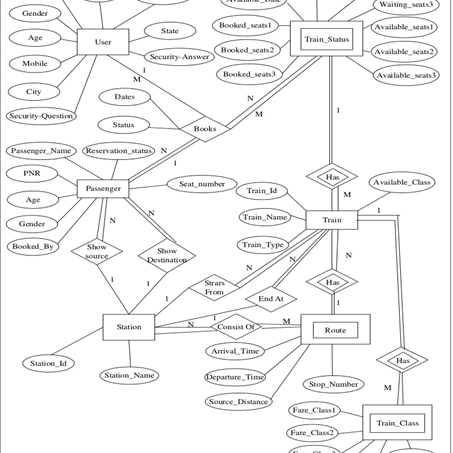 Gender
State
Age
User
Mobile
Security-Answer
City
Security-Question
Booked_seats1
Booked_seats2
Booked_seats3
Train_Status
Waiting_seats3
Available_seats1
Available_seats2
Available_seats3
1
M
Dates
Status
Books
N
M
N
1
1
Passenger_Name
Reservation_status
PNR
Passenger
Seat_number
Age
Gender
Booked_By
Has
M
Train_Id
Train_Name
Train_Type
Train
Available_Class
1
N
N
Show
source
Show
Destination
1
1
N
N
N
Strars
From
End At
1
1
Has
1
Station
N
Consist Of
M
Route
Station_Id
Station_Name
Arrival_Time
Departure_Time
Source_Distance
Stop_Number
Has
M
Fare_Class1
Fare_Class2
Train_Class